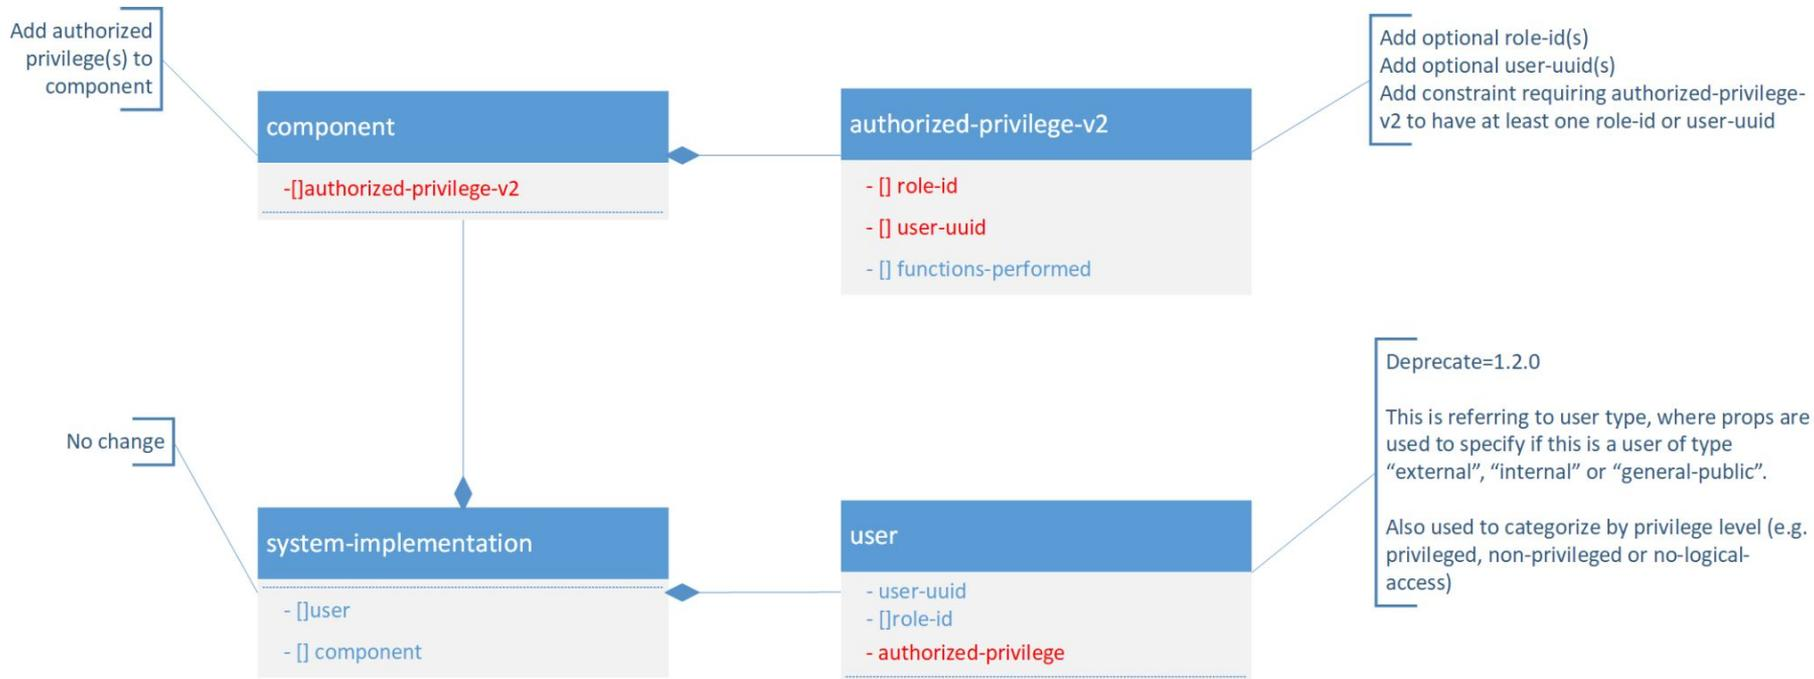 Add authorized
privilege(s) to
component
component
-[]authorized-privilege-v2
authorized-privilege-v2
- [] role-id
- [] user-uuid
- [] functions-performed
Add optional role-id(s)
Add optional user-uuid(s)
Add constraint requiring authorized-privilege-
v2 to have at least one role-id or user-uuid
No change
system-implementation
- []user
- [] component
user
- user-uuid
- []role-id
- authorized-privilege
Deprecate=1.2.0
This is referring to user type, where props are
used to specify if this is a user of type
“external”, “internal” or “general-public”.
Also used to categorize by privilege level (e.g.
privileged, non-privileged or no-logical-
access)